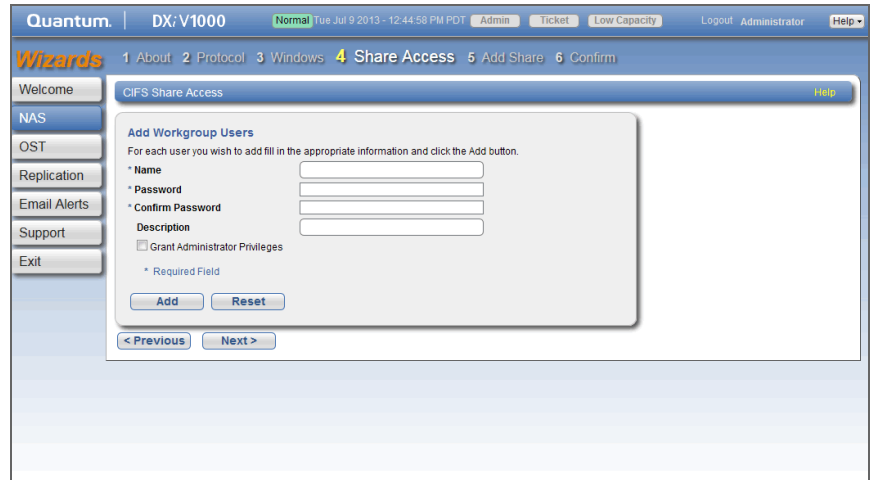 Quantum. DXi V1000 Normal Tue Jul 9 2013 - 12:44:58 PM PDT Admin Ticket Low Capacity Logout Administrator Help
Wizards 1 About 2 Protocol 3 Windows 4 Share Access 5 Add Share 6 Confirm
Welcome
NAS
OST
Replication
Email Alerts
Support
Exit
CIFS Share Access Help
Add Workgroup Users
For each user you wish to add fill in the appropriate information and click the Add button.
* Name
* Password
* Confirm Password
Description
Grant Administrator Privileges
* Required Field
Add Reset
< Previous Next >